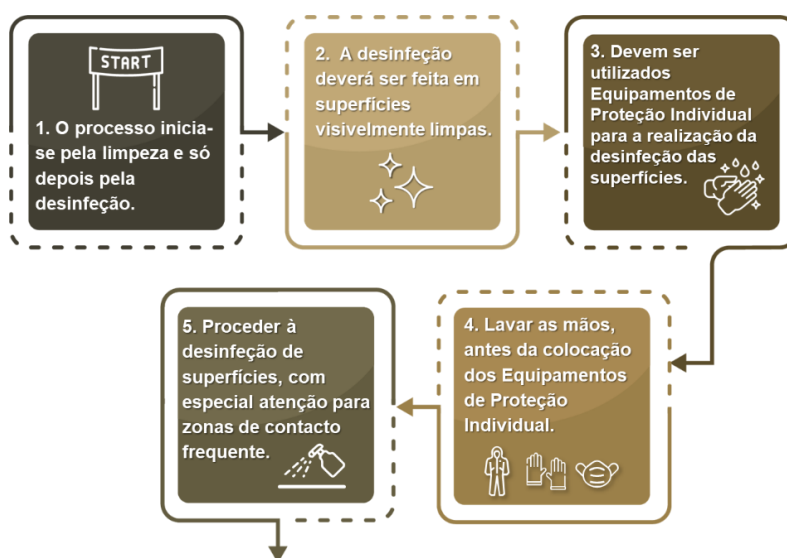 START
1. O processo inicia-
se pela limpeza e só
depois pela
desinfeção.
2. A desinfeção
deverá ser feita em
superfícies
visivelmente limpas.
3. Devem ser
utilizados
Equipamentos de
Proteção Individual
para a realização da
desinfeção das
superfícies.
4. Lavar as mãos,
antes da colocação
dos Equipamentos
de Proteção
Individual.
5. Proceder à
desinfeção de
superfícies, com
especial atenção para
zonas de contacto
frequente.